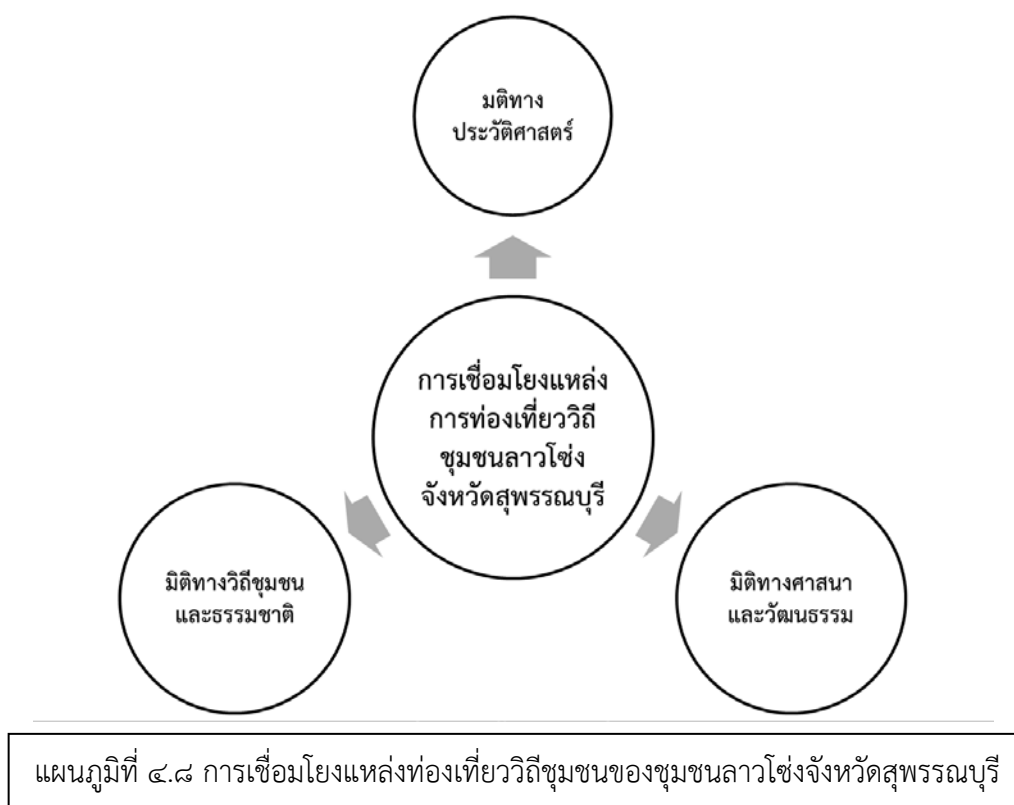 มติทาง
ประวัติศาสตร์
การเชื่อมโยงแหล่ง
การท่องเที่ยววิถี
ชุมชนลาวโซ่ง
จังหวัดสุพรรณบุรี
มิติทางวิถีชุมชน
และธรรมชาติ
มิติทางศาสนา
และวัฒนธรรม
แผนภูมิที่ ๔.๘ การเชื่อมโยงแหล่งท่องเที่ยววิถีชุมชนของชุมชนลาวโซ่งจังหวัดสุพรรณบุรี